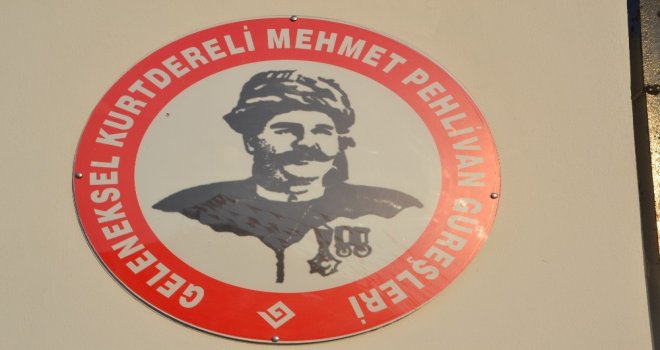 GELENEKSEL KURTDERELİ MEHMET PEHLİVAN GÜREŞLERİ